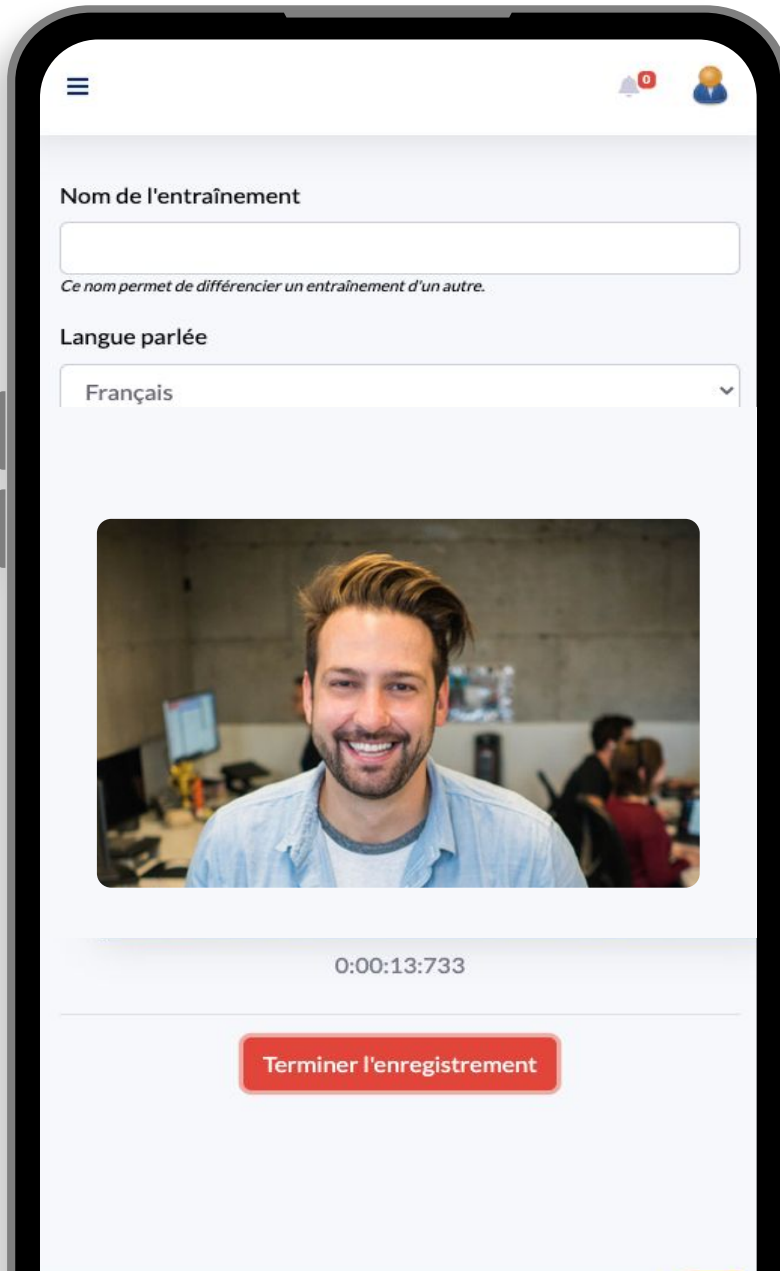 0
Nom de l'entraînement
Ce nom permet de différencier un entraînement d'un autre.
Langue parlée
Français
0:00:13:733
Terminer l'enregistrement